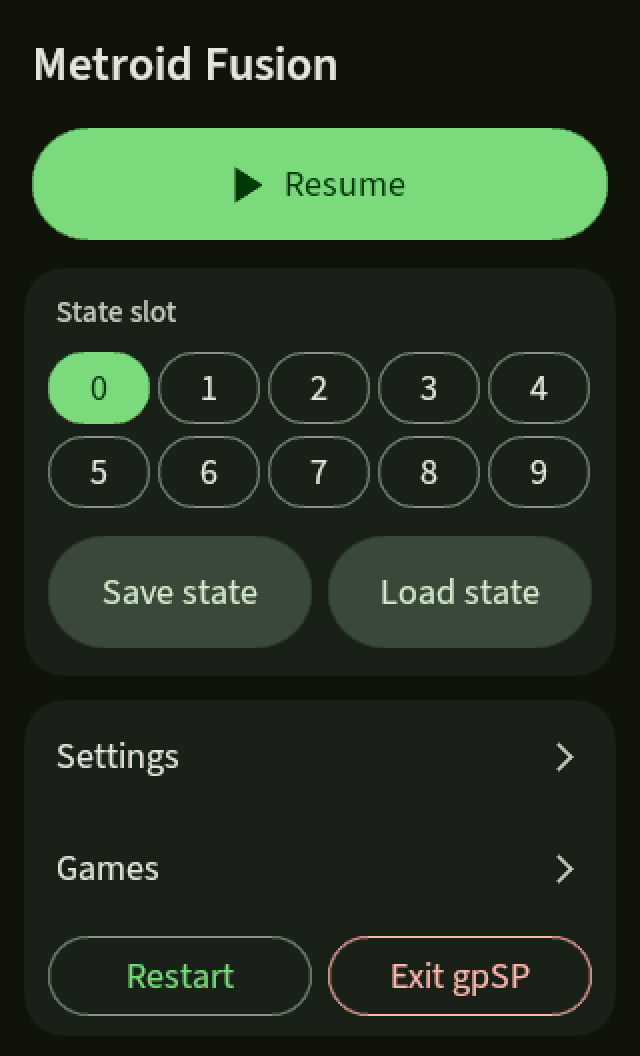 Metroid Fusion
Resume
State slot
0 1 2 3 4
5 6 7 8 9
Save state Load state
Settings
Games
Restart Exit gpSP